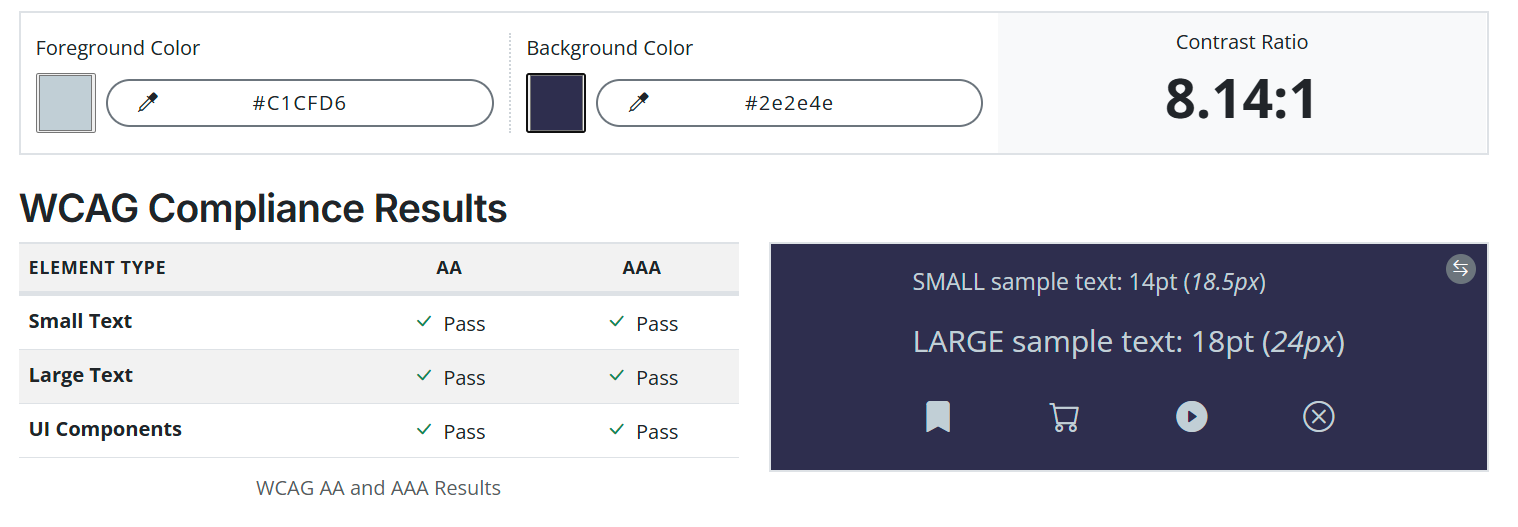 Foreground Color
#C1CFD6
Background Color
#2e2e4e
Contrast Ratio
8.14:1
WCAG Compliance Results
ELEMENT TYPE AA AAA
Small Text Pass Pass
Large Text Pass Pass
UI Components Pass Pass
WCAG AA and AAA Results
SMALL sample text: 14pt (18.5px)
LARGE sample text: 18pt (24px)